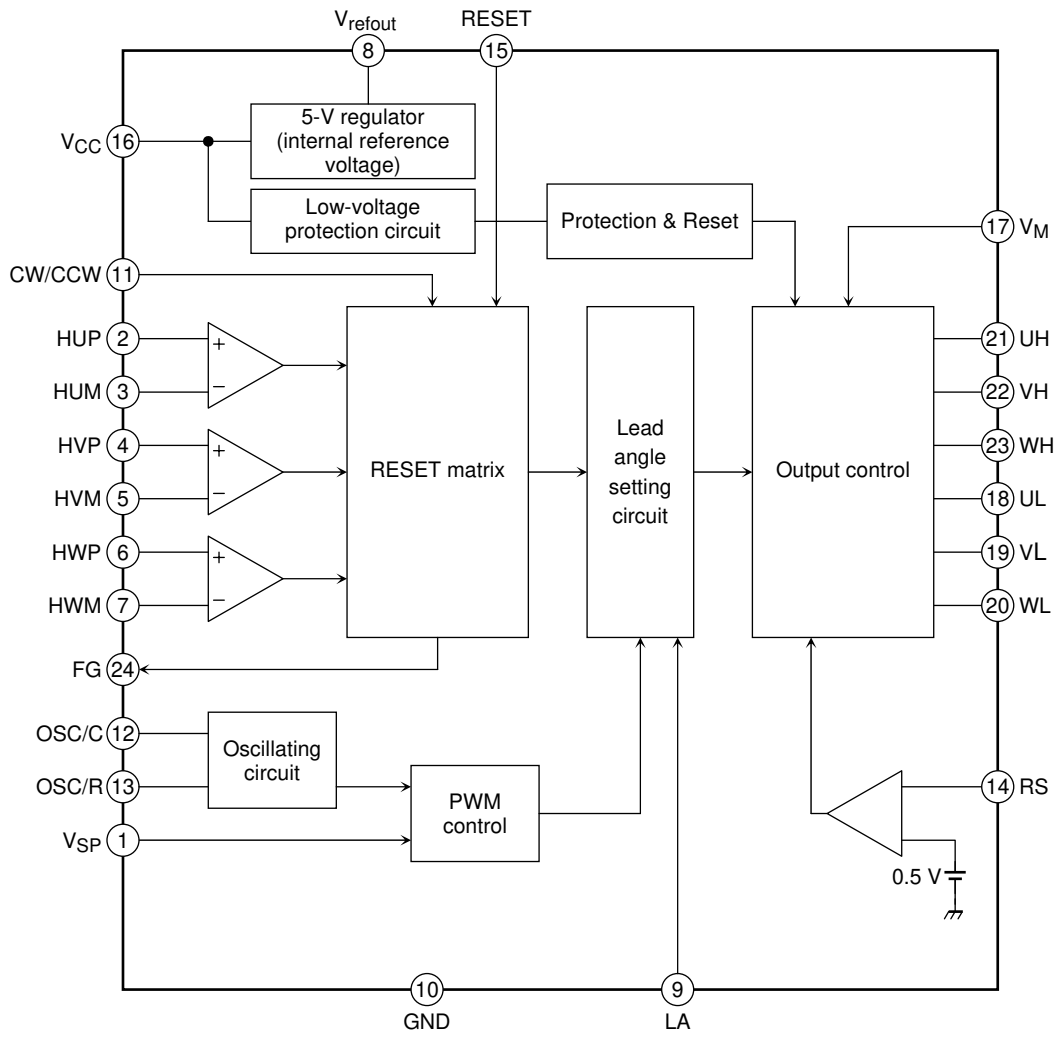 Vrefout
RESET
8
15
5-V regulator
(internal reference
voltage)
VCC
16
Low-voltage
protection circuit
Protection & Reset
17
VM
CW/CCW
11
HUP
2
+
HUM
3
−
HVP
4
+
HVM
5
−
HWP
6
+
HWM
7
−
RESET matrix
Lead
angle
setting
circuit
Output control
21
UH
22
VH
23
WH
18
UL
19
VL
20
WL
FG
24
OSC/C
12
OSC/R
13
Oscillating
circuit
VSP
1
PWM
control
14
RS
0.5 V
10
GND
9
LA